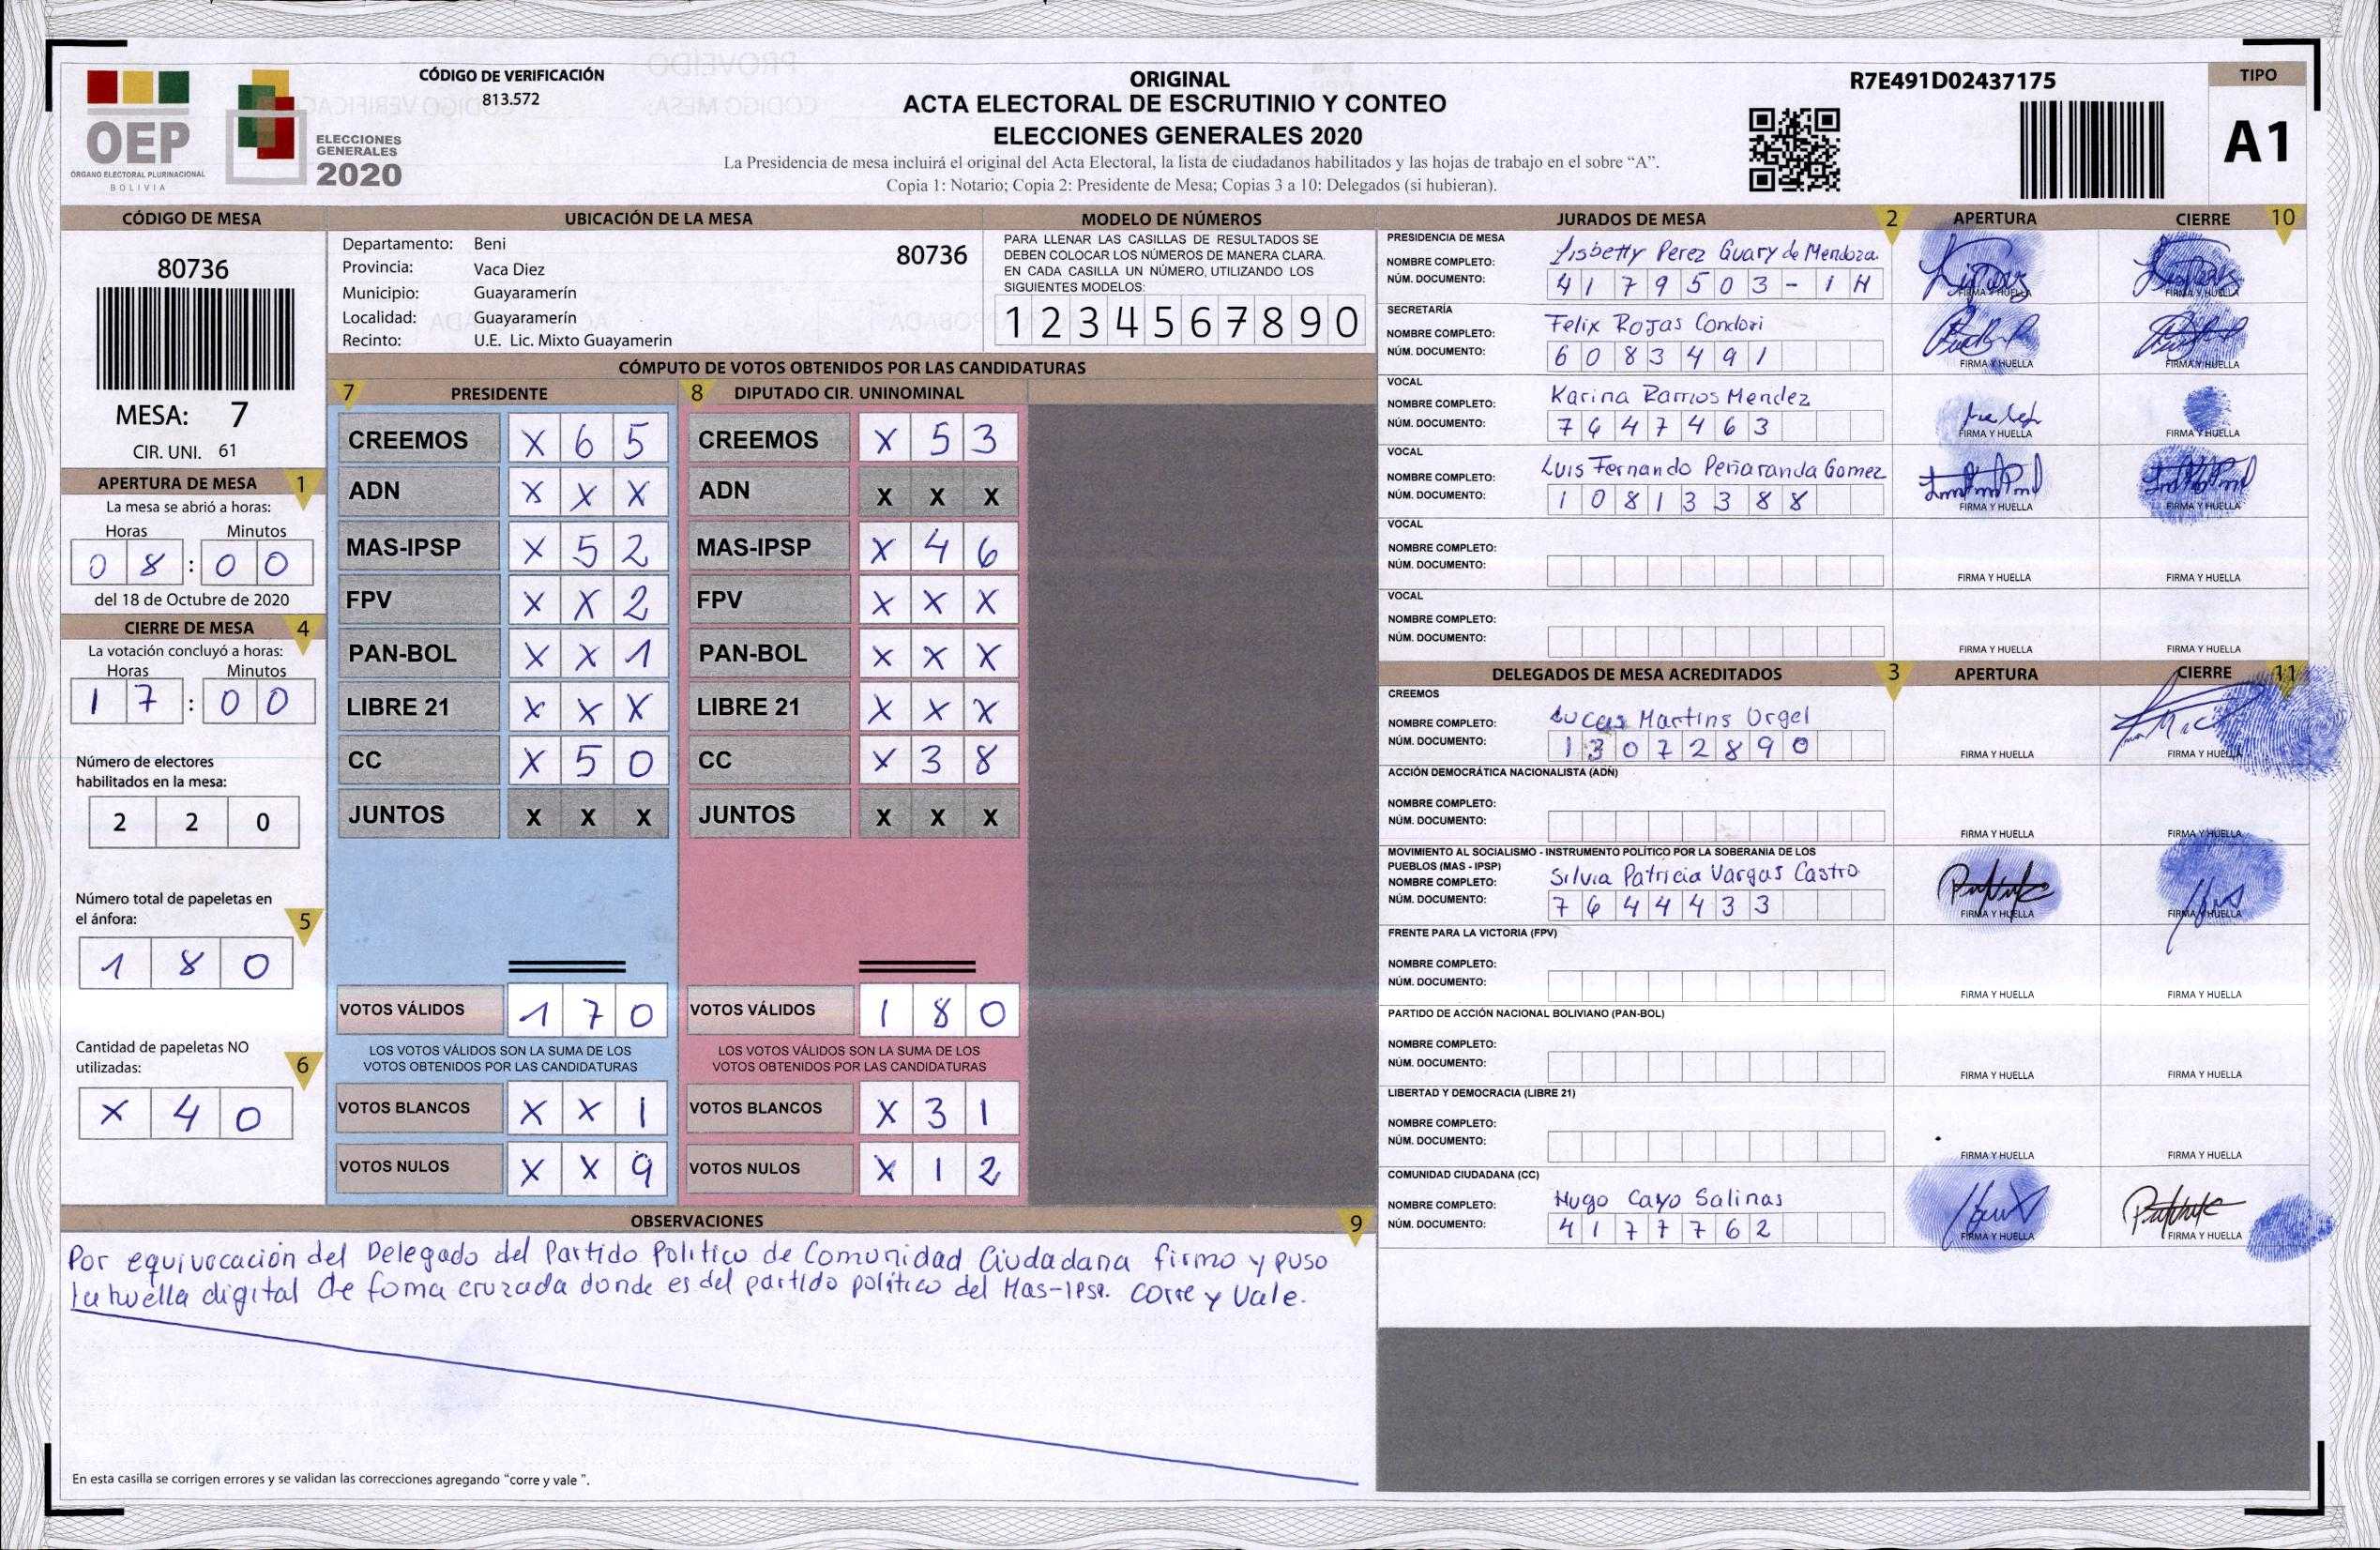 CÓDIGO DE VERIFICACIÓN
813.572
OEP
ÓRGANO ELECTORAL PLURINACIONAL
BOLIVIA
ELECCIONES
GENERALES
2020
ORIGINAL
ACTA ELECTORAL DE ESCRUTINIO Y CONTEO
ELECCIONES GENERALES 2020
La Presidencia de mesa incluirá el original del Acta Electoral, la lista de ciudadanos habilitados y las hojas de trabajo en el sobre “A”.
Copia 1: Notario; Copia 2: Presidente de Mesa; Copias 3 a 10: Delegados (si hubieran).
R7E491D02437175
TIPO
A1
CÓDIGO DE MESA
80736
MESA: 7
CIR. UNI. 61
APERTURA DE MESA 1
La mesa se abrió a horas:
Horas Minutos
0 8 : 0 0
del 18 de Octubre de 2020
CIERRE DE MESA 4
La votación concluyó a horas:
Horas Minutos
1 7 : 0 0
Número de electores
habilitados en la mesa:
2 2 0
Número total de papeletas en
el ánfora: 5
1 8 0
Cantidad de papeletas NO
utilizadas: 6
X 4 0
UBICACIÓN DE LA MESA
Departamento: Beni
80736
Provincia: Vaca Diez
Municipio: Guayaramerín
Localidad: Guayaramerín
Recinto: U.E. Lic. Mixto Guayamerin
MODELO DE NÚMEROS
PARA LLENAR LAS CASILLAS DE RESULTADOS SE
DEBEN COLOCAR LOS NÚMEROS DE MANERA CLARA.
EN CADA CASILLA UN NÚMERO, UTILIZANDO LOS
SIGUIENTES MODELOS:
1 2 3 4 5 6 7 8 9 0
CÓMPUTO DE VOTOS OBTENIDOS POR LAS CANDIDATURAS
7 PRESIDENTE
CREEMOS X 6 5
ADN X X X
MAS-IPSP X 5 2
FPV X X 2
PAN-BOL X X 1
LIBRE 21 X X X
CC X 5 0
JUNTOS X X X
VOTOS VÁLIDOS 1 7 0
LOS VOTOS VÁLIDOS SON LA SUMA DE LOS
VOTOS OBTENIDOS POR LAS CANDIDATURAS
VOTOS BLANCOS X X 1
VOTOS NULOS X X 9
8 DIPUTADO CIR. UNINOMINAL
CREEMOS X 5 3
ADN X X X
MAS-IPSP X 4 6
FPV X X X
PAN-BOL X X X
LIBRE 21 X X X
CC X 3 8
JUNTOS X X X
VOTOS VÁLIDOS 1 8 0
LOS VOTOS VÁLIDOS SON LA SUMA DE LOS
VOTOS OBTENIDOS POR LAS CANDIDATURAS
VOTOS BLANCOS X 3 1
VOTOS NULOS X 1 2
OBSERVACIONES 9
Por equivocación del Delegado del Partido Politico de Comunidad Ciudadana firmo y puso
la huella digital de foma cruzada donde es del partido político del Mas-IPSP. Corre y Vale.
En esta casilla se corrigen errores y se validan las correcciones agregando "corre y vale ".
JURADOS DE MESA 2 APERTURA CIERRE 10
PRESIDENCIA DE MESA
NOMBRE COMPLETO: Lisbetty Perez Guary de Mendoza
NÚM. DOCUMENTO: 4 1 7 9 5 0 3 - 1 H
FIRMA Y HUELLA FIRMA Y HUELLA
SECRETARÍA
NOMBRE COMPLETO: Felix Rojas Condori
NÚM. DOCUMENTO: 6 0 8 3 4 9 1
FIRMA Y HUELLA FIRMA Y HUELLA
VOCAL
NOMBRE COMPLETO: Karina Ramos Mendez
NÚM. DOCUMENTO: 7 6 4 7 4 6 3
FIRMA Y HUELLA FIRMA Y HUELLA
VOCAL
NOMBRE COMPLETO: Luis Fernando Peñaranda Gomez
NÚM. DOCUMENTO: 1 0 8 1 3 3 8 8
FIRMA Y HUELLA FIRMA Y HUELLA
VOCAL
NOMBRE COMPLETO:
NÚM. DOCUMENTO:
FIRMA Y HUELLA FIRMA Y HUELLA
VOCAL
NOMBRE COMPLETO:
NÚM. DOCUMENTO:
FIRMA Y HUELLA FIRMA Y HUELLA
DELEGADOS DE MESA ACREDITADOS 3 APERTURA CIERRE 11
CREEMOS
NOMBRE COMPLETO: Lucas Martins Urgel
NÚM. DOCUMENTO: 1 3 0 7 2 8 9 0
FIRMA Y HUELLA FIRMA Y HUELLA
ACCIÓN DEMOCRÁTICA NACIONALISTA (ADN)
NOMBRE COMPLETO:
NÚM. DOCUMENTO:
FIRMA Y HUELLA FIRMA Y HUELLA
MOVIMIENTO AL SOCIALISMO - INSTRUMENTO POLÍTICO POR LA SOBERANIA DE LOS
PUEBLOS (MAS - IPSP)
NOMBRE COMPLETO: Silvia Patricia Vargas Castro
NÚM. DOCUMENTO: 7 6 4 4 4 3 3
FIRMA Y HUELLA FIRMA Y HUELLA
FRENTE PARA LA VICTORIA (FPV)
NOMBRE COMPLETO:
NÚM. DOCUMENTO:
FIRMA Y HUELLA FIRMA Y HUELLA
PARTIDO DE ACCIÓN NACIONAL BOLIVIANO (PAN-BOL)
NOMBRE COMPLETO:
NÚM. DOCUMENTO:
FIRMA Y HUELLA FIRMA Y HUELLA
LIBERTAD Y DEMOCRACIA (LIBRE 21)
NOMBRE COMPLETO:
NÚM. DOCUMENTO:
FIRMA Y HUELLA FIRMA Y HUELLA
COMUNIDAD CIUDADANA (CC)
NOMBRE COMPLETO: Hugo Cayo Salinas
NÚM. DOCUMENTO: 4 1 7 7 7 6 2
FIRMA Y HUELLA FIRMA Y HUELLA